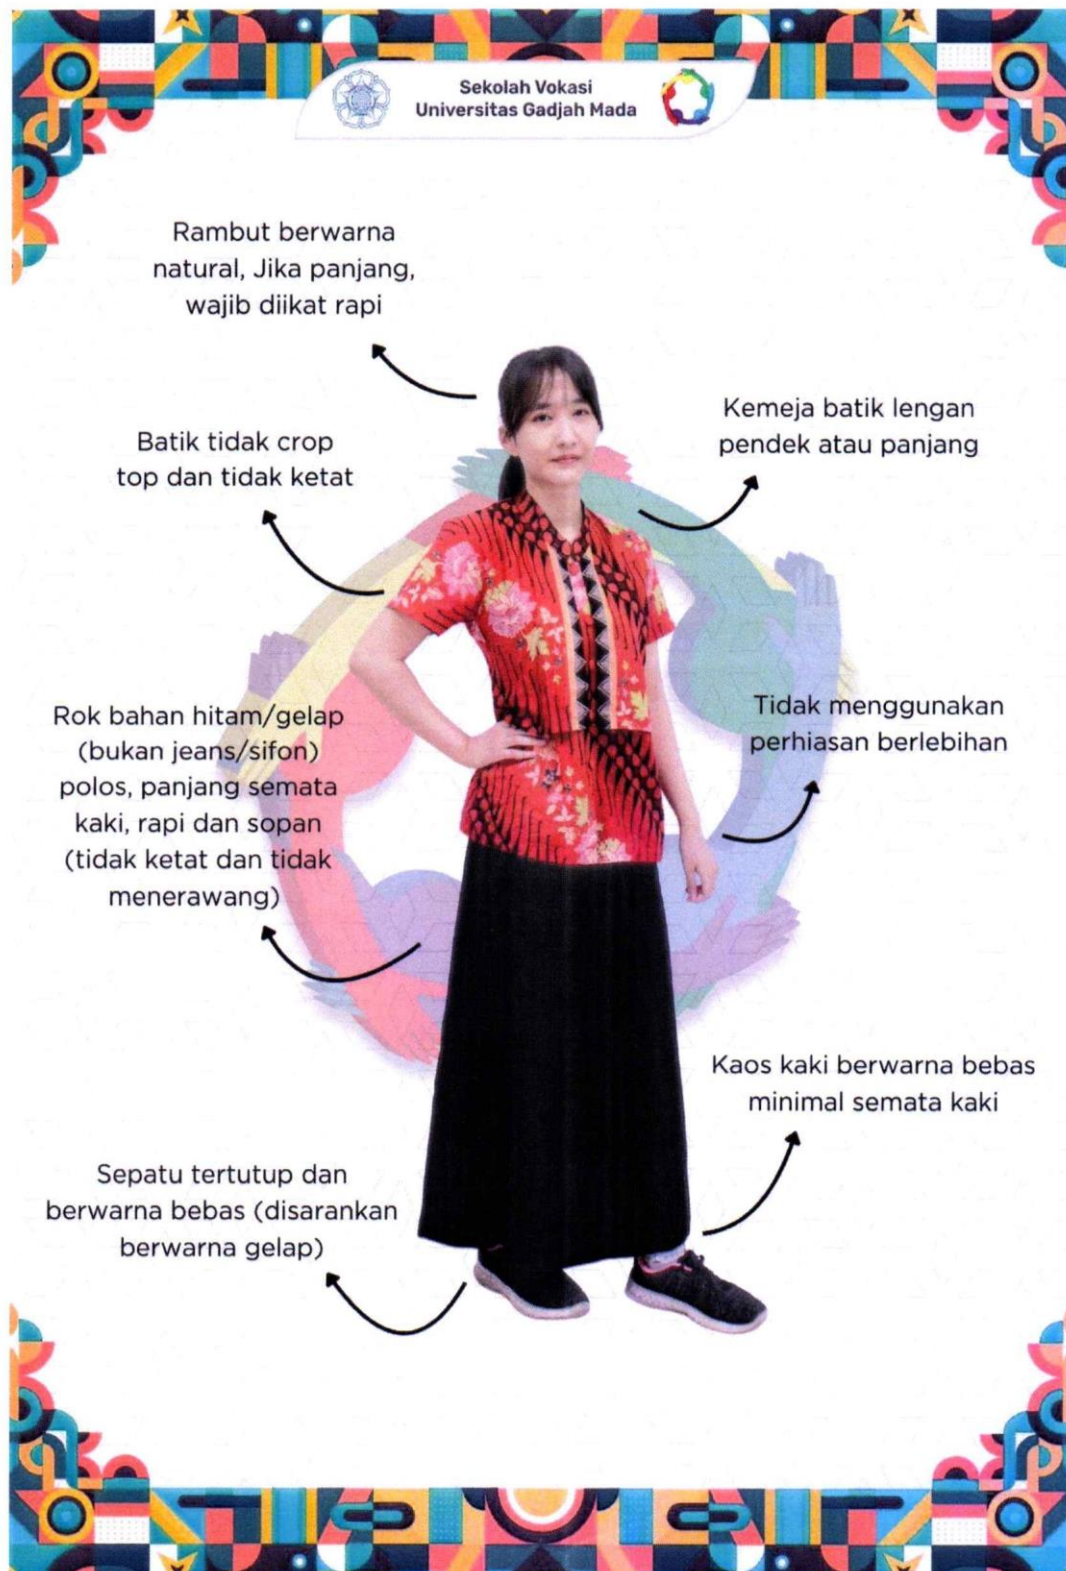 Sekolah Vokasi
Universitas Gadjah Mada
Rambut berwarna
natural, Jika panjang,
wajib diikat rapi
Kemeja batik lengan
pendek atau panjang
Batik tidak crop
top dan tidak ketat
Rok bahan hitam/gelap
(bukan jeans/sifon)
polos, panjang semata
kaki, rapi dan sopan
(tidak ketat dan tidak
menerawang)
Tidak menggunakan
perhiasan berlebihan
Kaos kaki berwarna bebas
minimal semata kaki
Sepatu tertutup dan
berwarna bebas (disarankan
berwarna gelap)